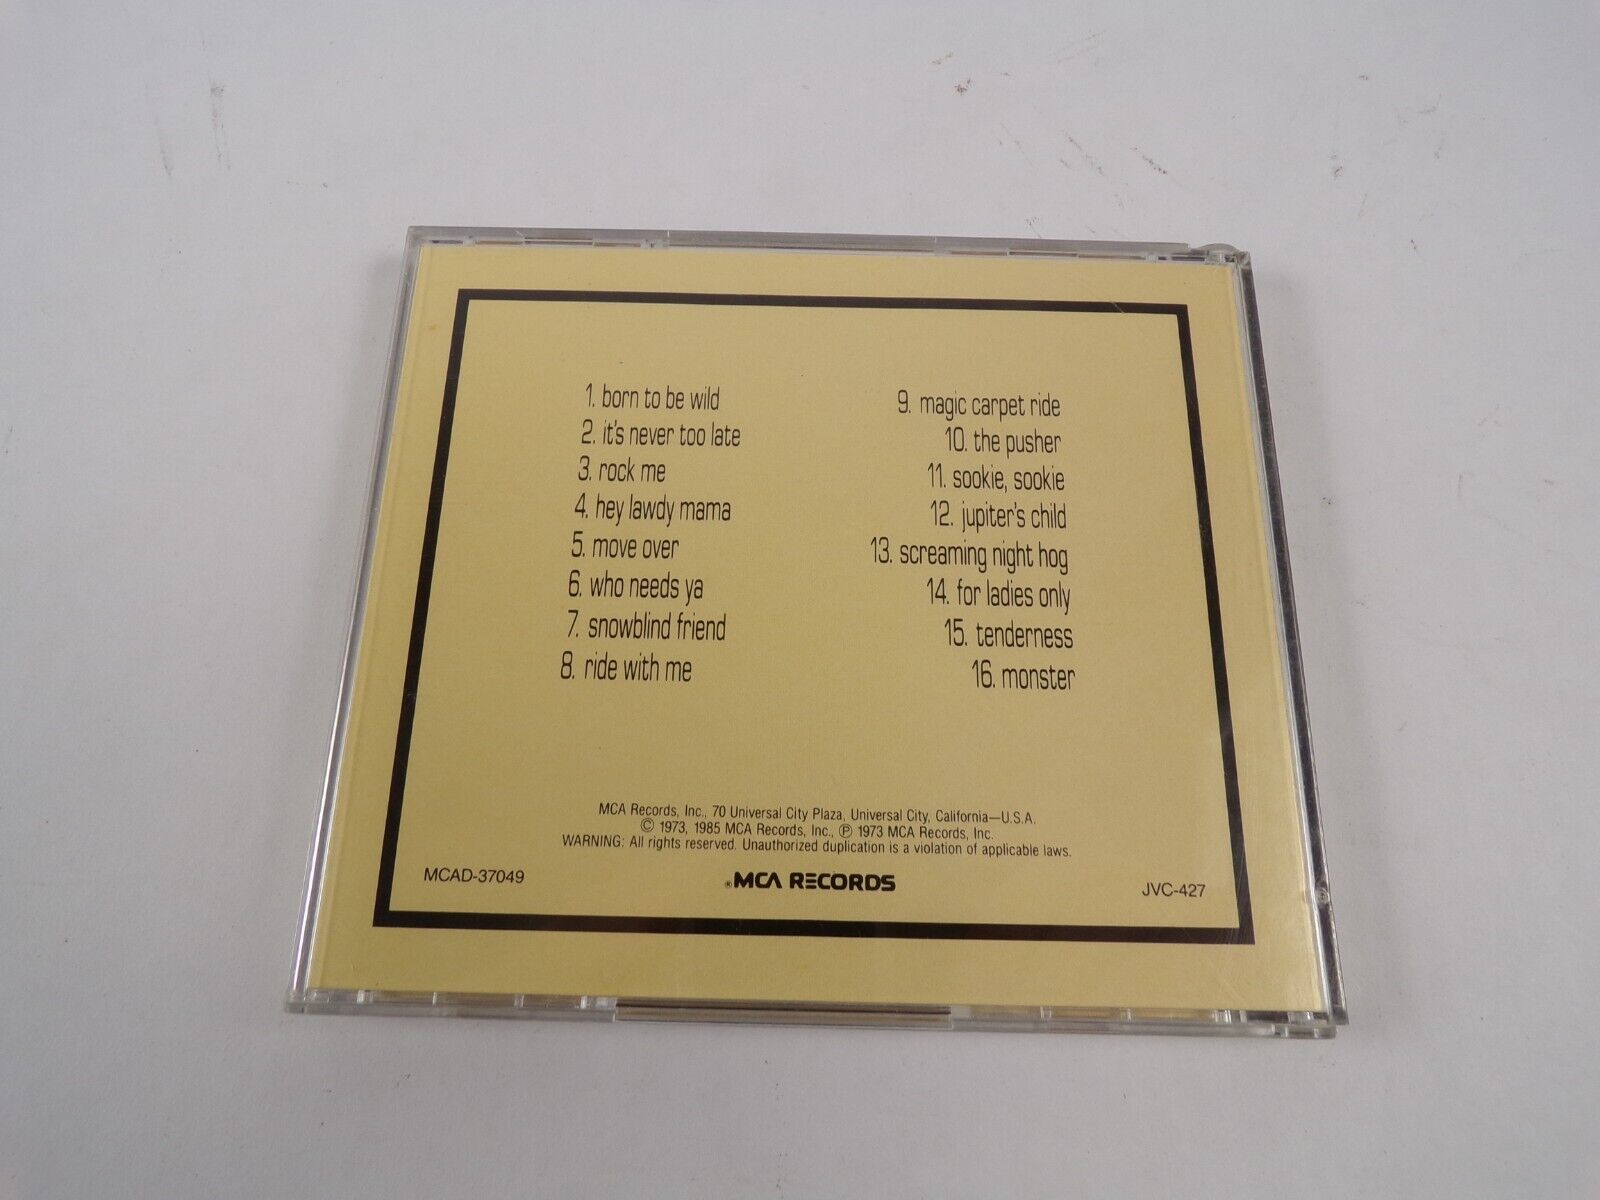 1. born to be wild
2. it's never too late
3. rock me
4. hey lawdy mama
5. move over
6. who needs ya
7. snowblind friend
8. ride with me
9. magic carpet ride
10. the pusher
11. sookie, sookie
12. jupiter's child
13. screaming night hog
14. for ladies only
15. tenderness
16. monster
MCA Records, Inc., 70 Universal City Plaza, Universal City, California—U.S.A.
© 1973, 1985 MCA Records, Inc., ℗ 1973 MCA Records, Inc.
WARNING: All rights reserved. Unauthorized duplication is a violation of applicable laws.
MCAD-37049
®MCA RECORDS
JVC-427